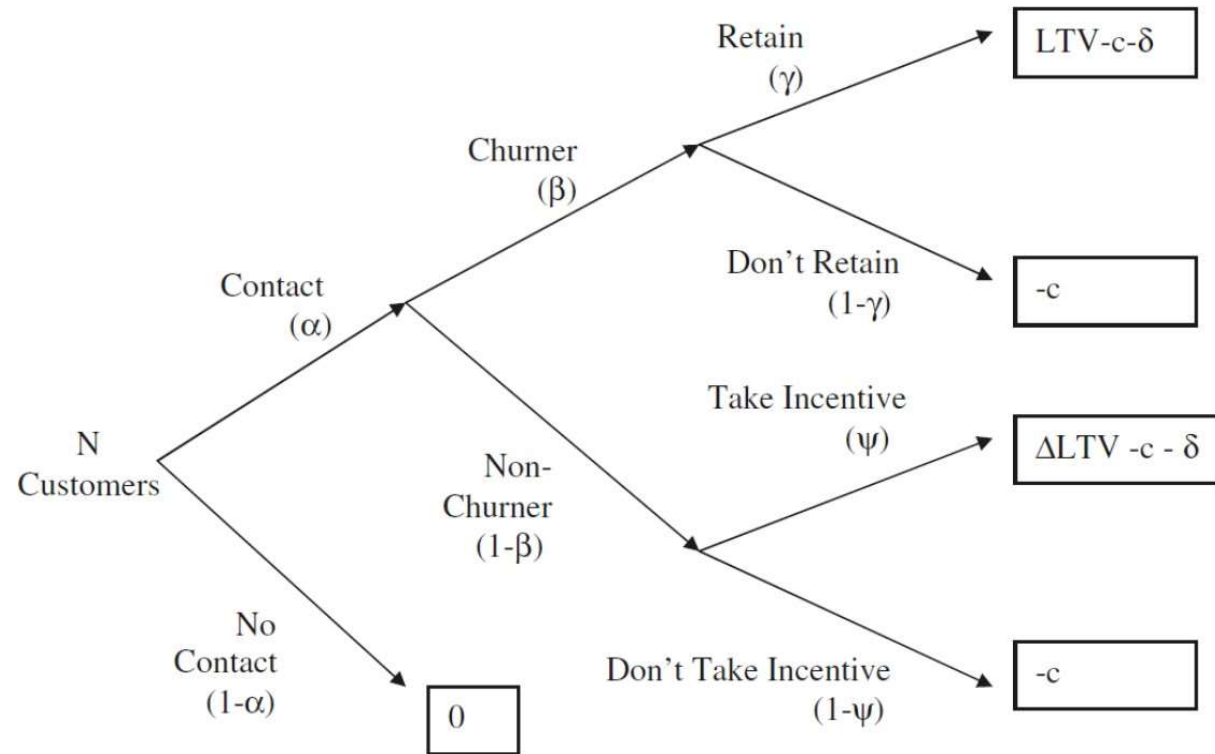 Retain
(γ)
LTV-c-δ
Churner
(β)
Don't Retain
(1-γ)
-c
Contact
(α)
Take Incentive
(ψ)
ΔLTV -c - δ
N
Customers
Non-
Churner
(1-β)
No
Contact
(1-α)
0
Don't Take Incentive
(1-ψ)
-c